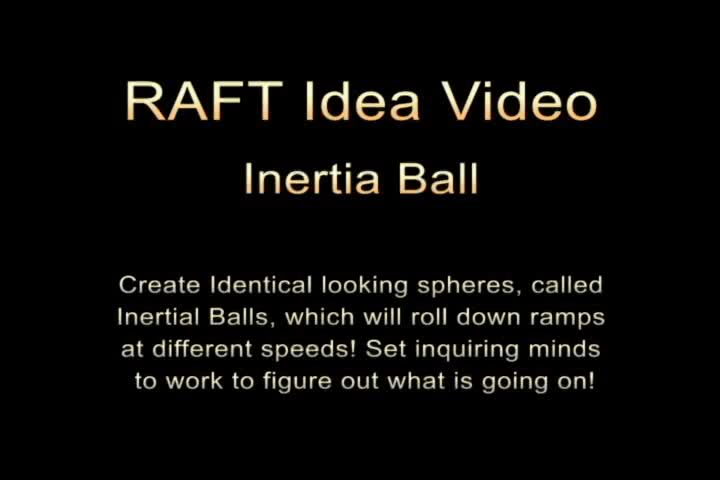 RAFT Idea Video
Inertia Ball
Create Identical looking spheres, called
Inertial Balls, which will roll down ramps
at different speeds! Set inquiring minds
to work to figure out what is going on!